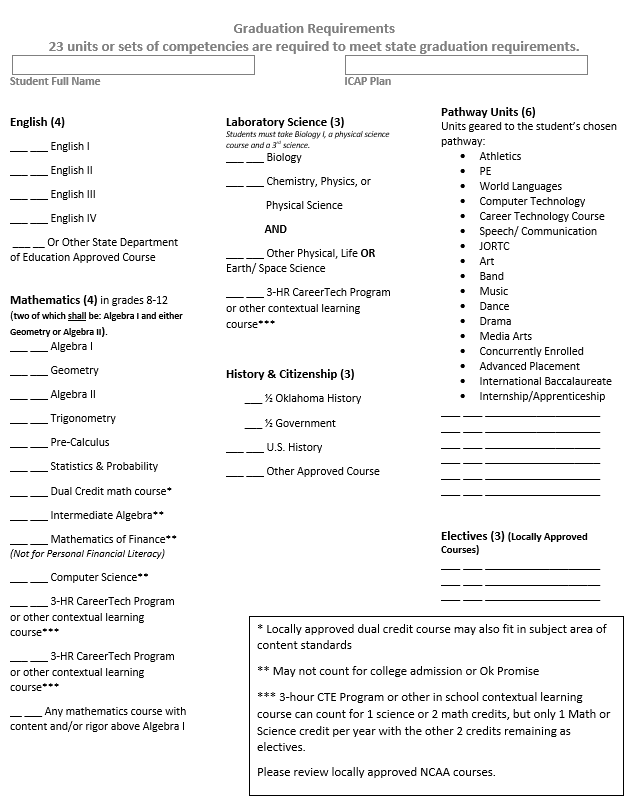 Graduation Requirements
23 units or sets of competencies are required to meet state graduation requirements.
Student Full Name
ICAP Plan
English (4)
___ ___ English I
___ ___ English II
___ ___ English III
___ ___ English IV
___ __ Or Other State Department
of Education Approved Course
Mathematics (4) in grades 8-12
(two of which shall be: Algebra I and either
Geometry or Algebra II).
___ ___ Algebra I
___ ___ Geometry
___ ___ Algebra II
___ ___ Trigonometry
___ ___ Pre-Calculus
___ ___ Statistics & Probability
___ ___ Dual Credit math course*
___ ___ Intermediate Algebra**
___ ___ Mathematics of Finance**
(Not for Personal Financial Literacy)
___ ___ Computer Science**
___ ___ 3-HR CareerTech Program
or other contextual learning
course***
___ ___ 3-HR CareerTech Program
or other contextual learning
course***
__ ___ Any mathematics course with
content and/or rigor above Algebra I
Laboratory Science (3)
Students must take Biology I, a physical science
course and a 3rd science.
___ ___ Biology
___ ___ Chemistry, Physics, or
Physical Science
AND
___ ___ Other Physical, Life OR
Earth/ Space Science
___ ___ 3-HR CareerTech Program
or other contextual learning
course***
History & Citizenship (3)
___ ½ Oklahoma History
___ ½ Government
___ ___ U.S. History
___ ___ Other Approved Course
Pathway Units (6)
Units geared to the student's chosen
pathway:
• Athletics
• PE
• World Languages
• Computer Technology
• Career Technology Course
• Speech/ Communication
• JORTC
• Art
• Band
• Music
• Dance
• Drama
• Media Arts
• Concurrently Enrolled
• Advanced Placement
• International Baccalaureate
• Internship/Apprenticeship
___ ___ __________________
___ ___ __________________
___ ___ __________________
___ ___ __________________
___ ___ __________________
___ ___ __________________
Electives (3) (Locally Approved
Courses)
___ ___ __________________
___ ___ __________________
___ ___ __________________
* Locally approved dual credit course may also fit in subject area of
content standards
** May not count for college admission or Ok Promise
*** 3-hour CTE Program or other in school contextual learning
course can count for 1 science or 2 math credits, but only 1 Math or
Science credit per year with the other 2 credits remaining as
electives.
Please review locally approved NCAA courses.